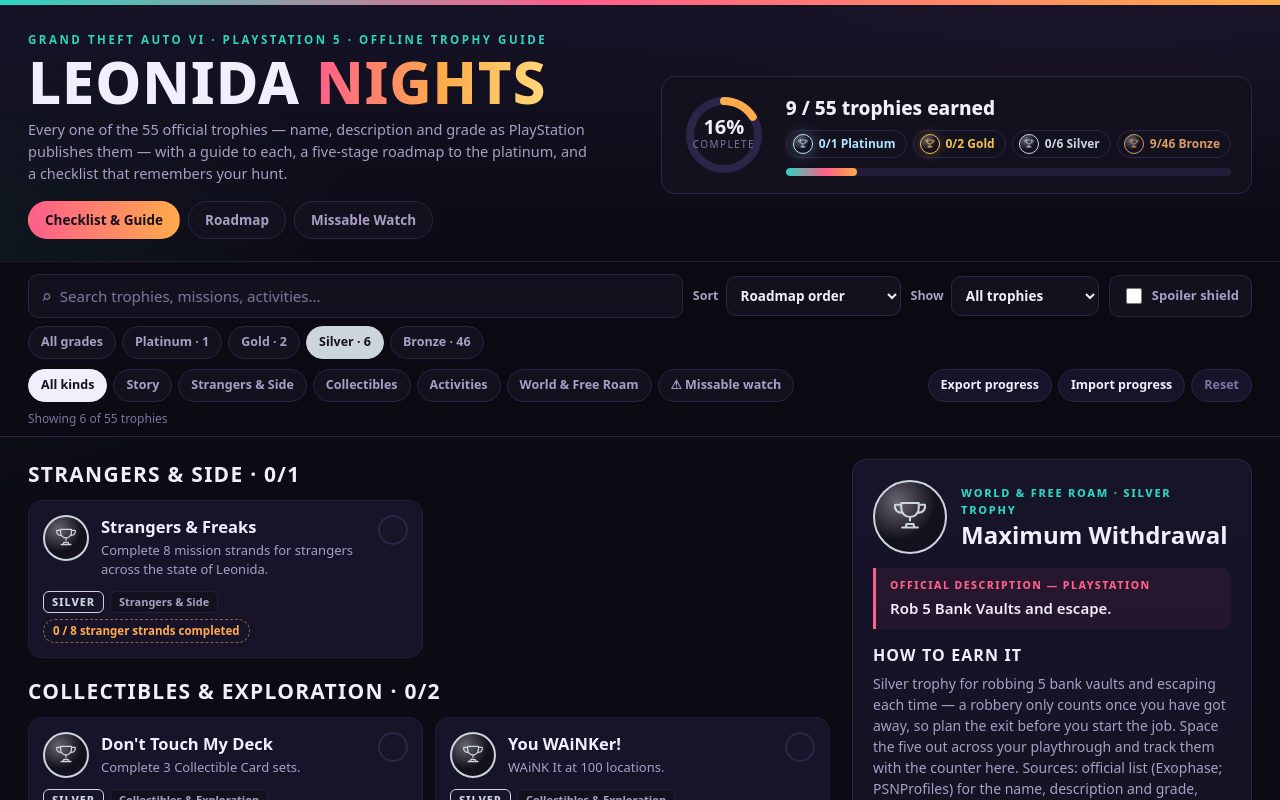 GRAND THEFT AUTO VI · PLAYSTATION 5 · OFFLINE TROPHY GUIDE
LEONIDA NIGHTS
Every one of the 55 official trophies — name, description and grade as PlayStation
publishes them — with a guide to each, a five-stage roadmap to the platinum, and
a checklist that remembers your hunt.
Checklist & Guide
Roadmap
Missable Watch
16%
COMPLETE
9 / 55 trophies earned
0/1 Platinum
0/2 Gold
0/6 Silver
9/46 Bronze
Search trophies, missions, activities...
Sort
Roadmap order
Show
All trophies
Spoiler shield
All grades
Platinum · 1
Gold · 2
Silver · 6
Bronze · 46
All kinds
Story
Strangers & Side
Collectibles
Activities
World & Free Roam
⚠ Missable watch
Export progress
Import progress
Reset
Showing 6 of 55 trophies
STRANGERS & SIDE · 0/1
Strangers & Freaks
Complete 8 mission strands for strangers
across the state of Leonida.
SILVER
Strangers & Side
0 / 8 stranger strands completed
COLLECTIBLES & EXPLORATION · 0/2
Don't Touch My Deck
Complete 3 Collectible Card sets.
SILVER
Collectibles & Exploration
You WAiNKer!
WAiNK It at 100 locations.
SILVER
Collectibles & Exploration
WORLD & FREE ROAM · SILVER
TROPHY
Maximum Withdrawal
OFFICIAL DESCRIPTION — PLAYSTATION
Rob 5 Bank Vaults and escape.
HOW TO EARN IT
Silver trophy for robbing 5 bank vaults and escaping
each time — a robbery only counts once you have got
away, so plan the exit before you start the job. Space
the five out across your playthrough and track them
with the counter here. Sources: official list (Exophase;
PSNProfiles) for the name, description and grade,